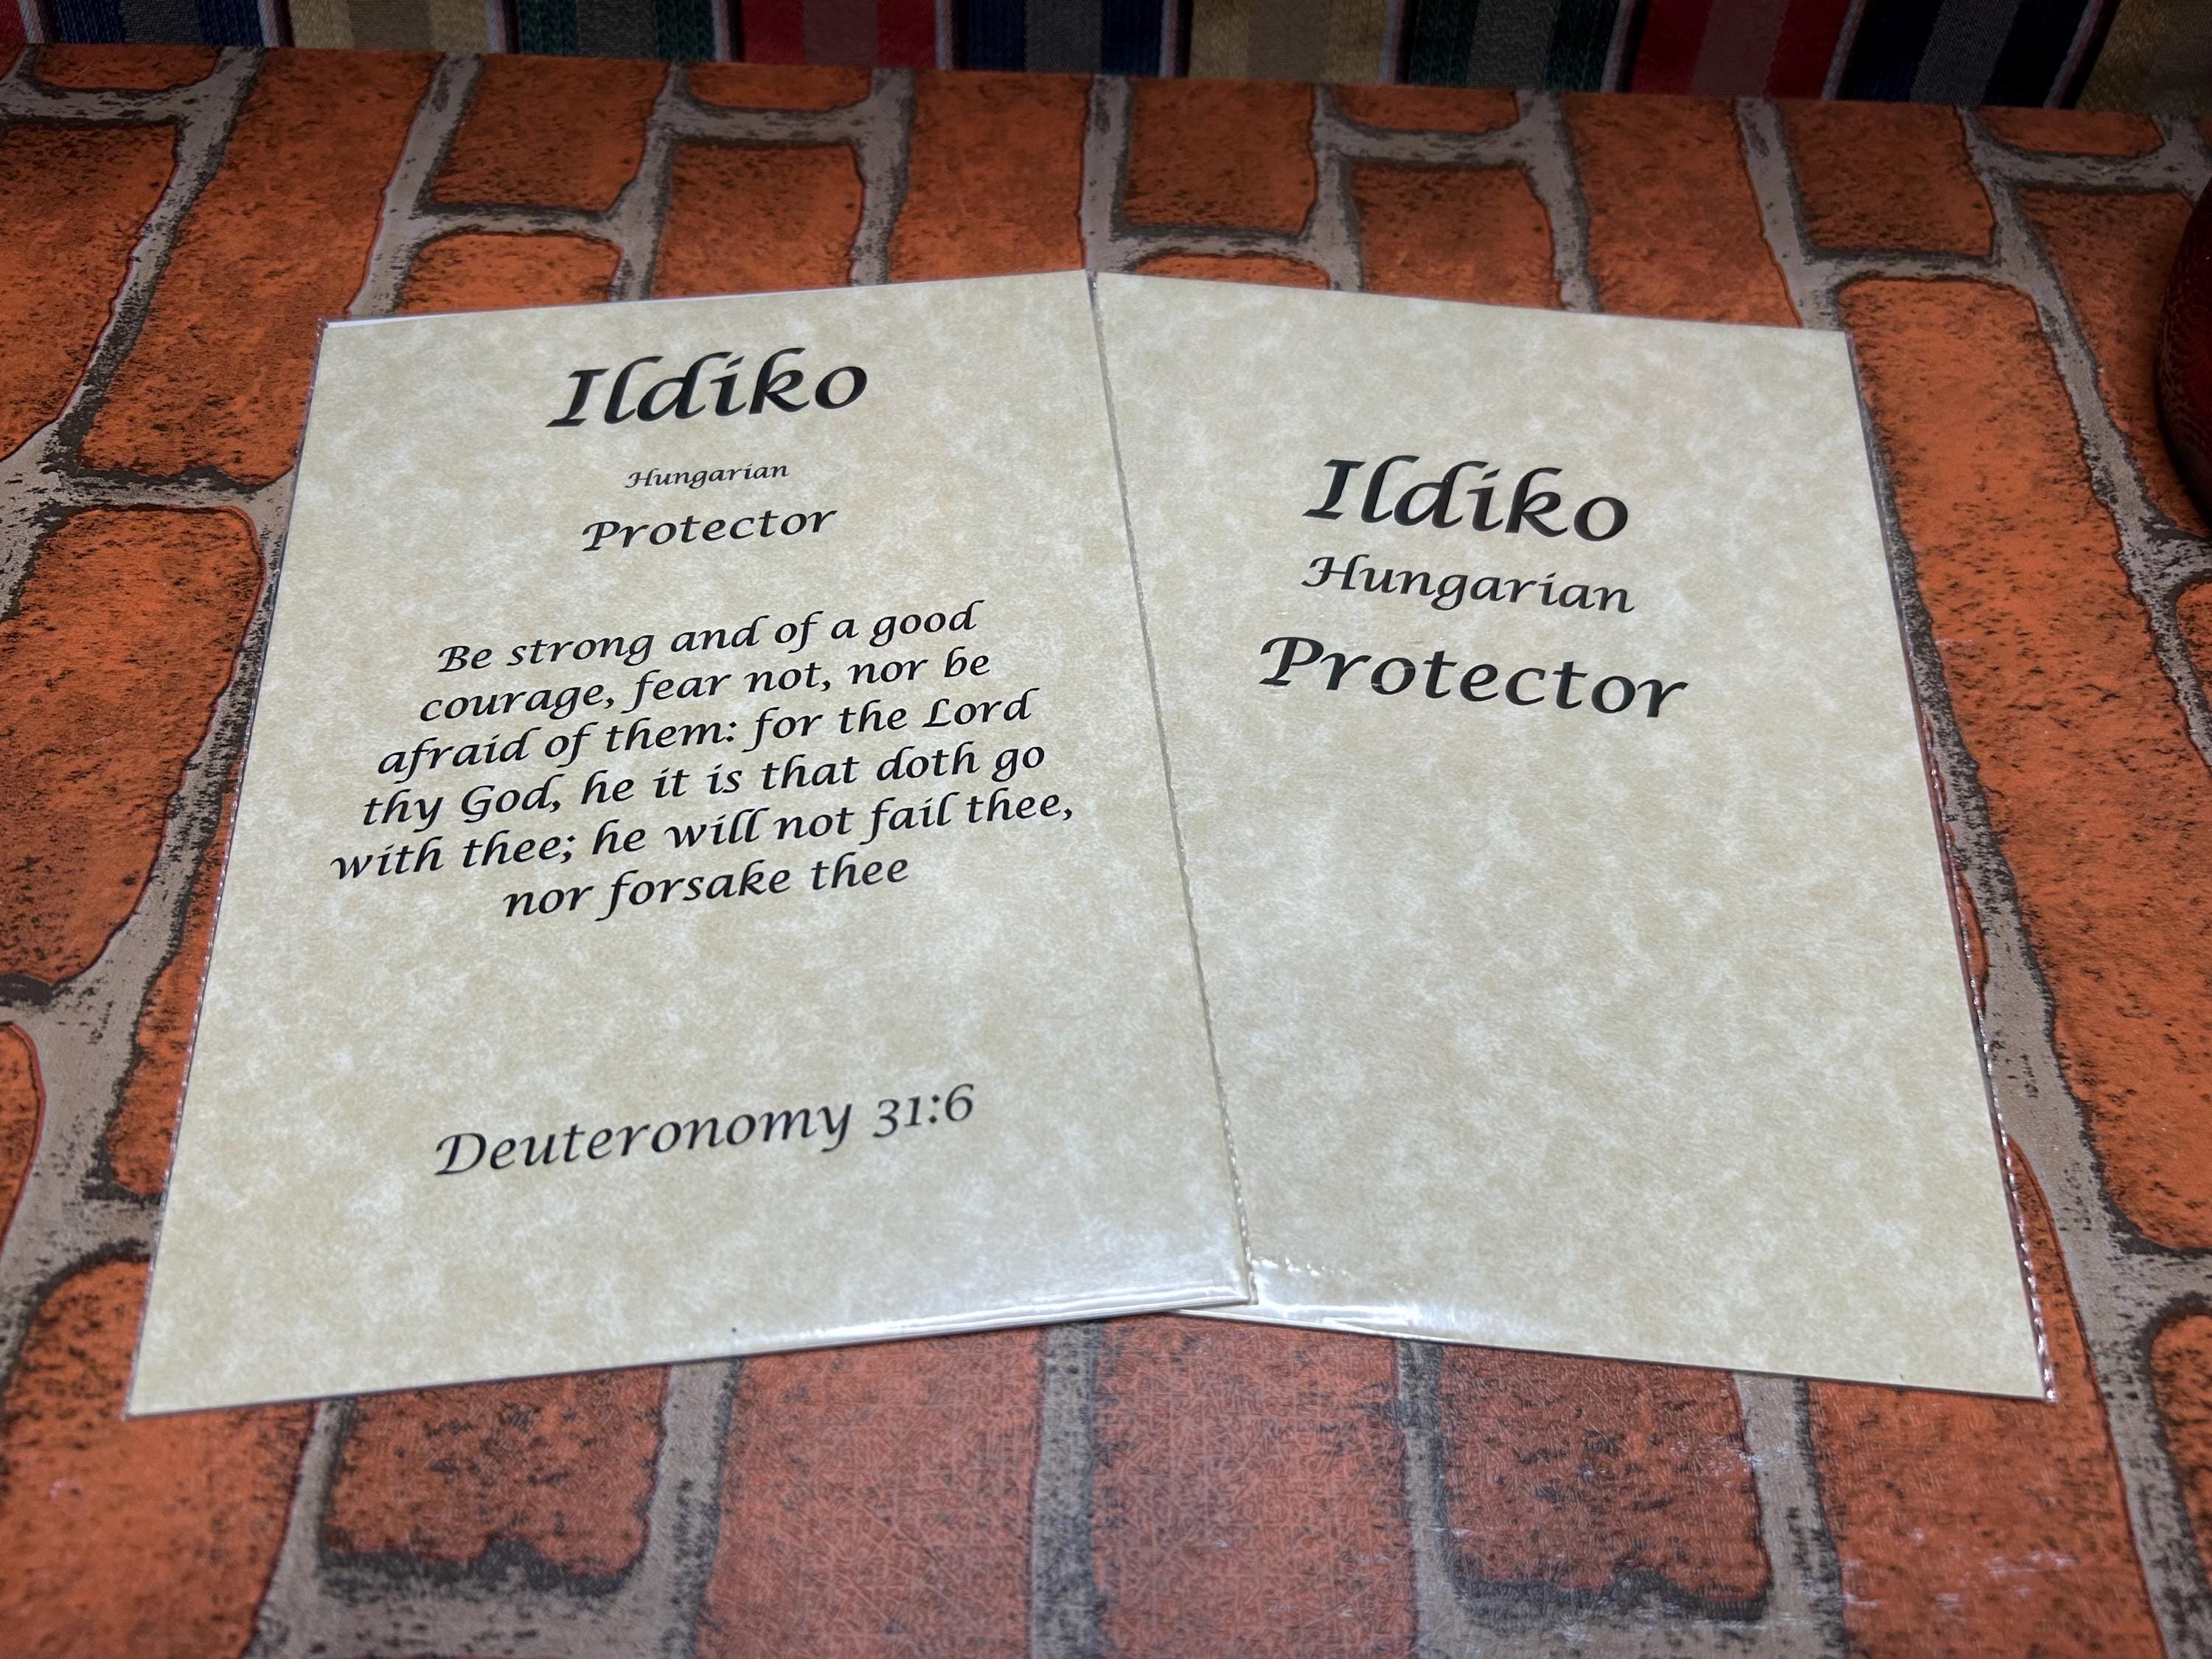 Ildiko
Hungarian
Protector
Be strong and of a good
courage, fear not, nor be
afraid of them: for the Lord
thy God, he it is that doth go
with thee; he will not fail thee,
nor forsake thee
Deuteronomy 31:6
Ildiko
Hungarian
Protector